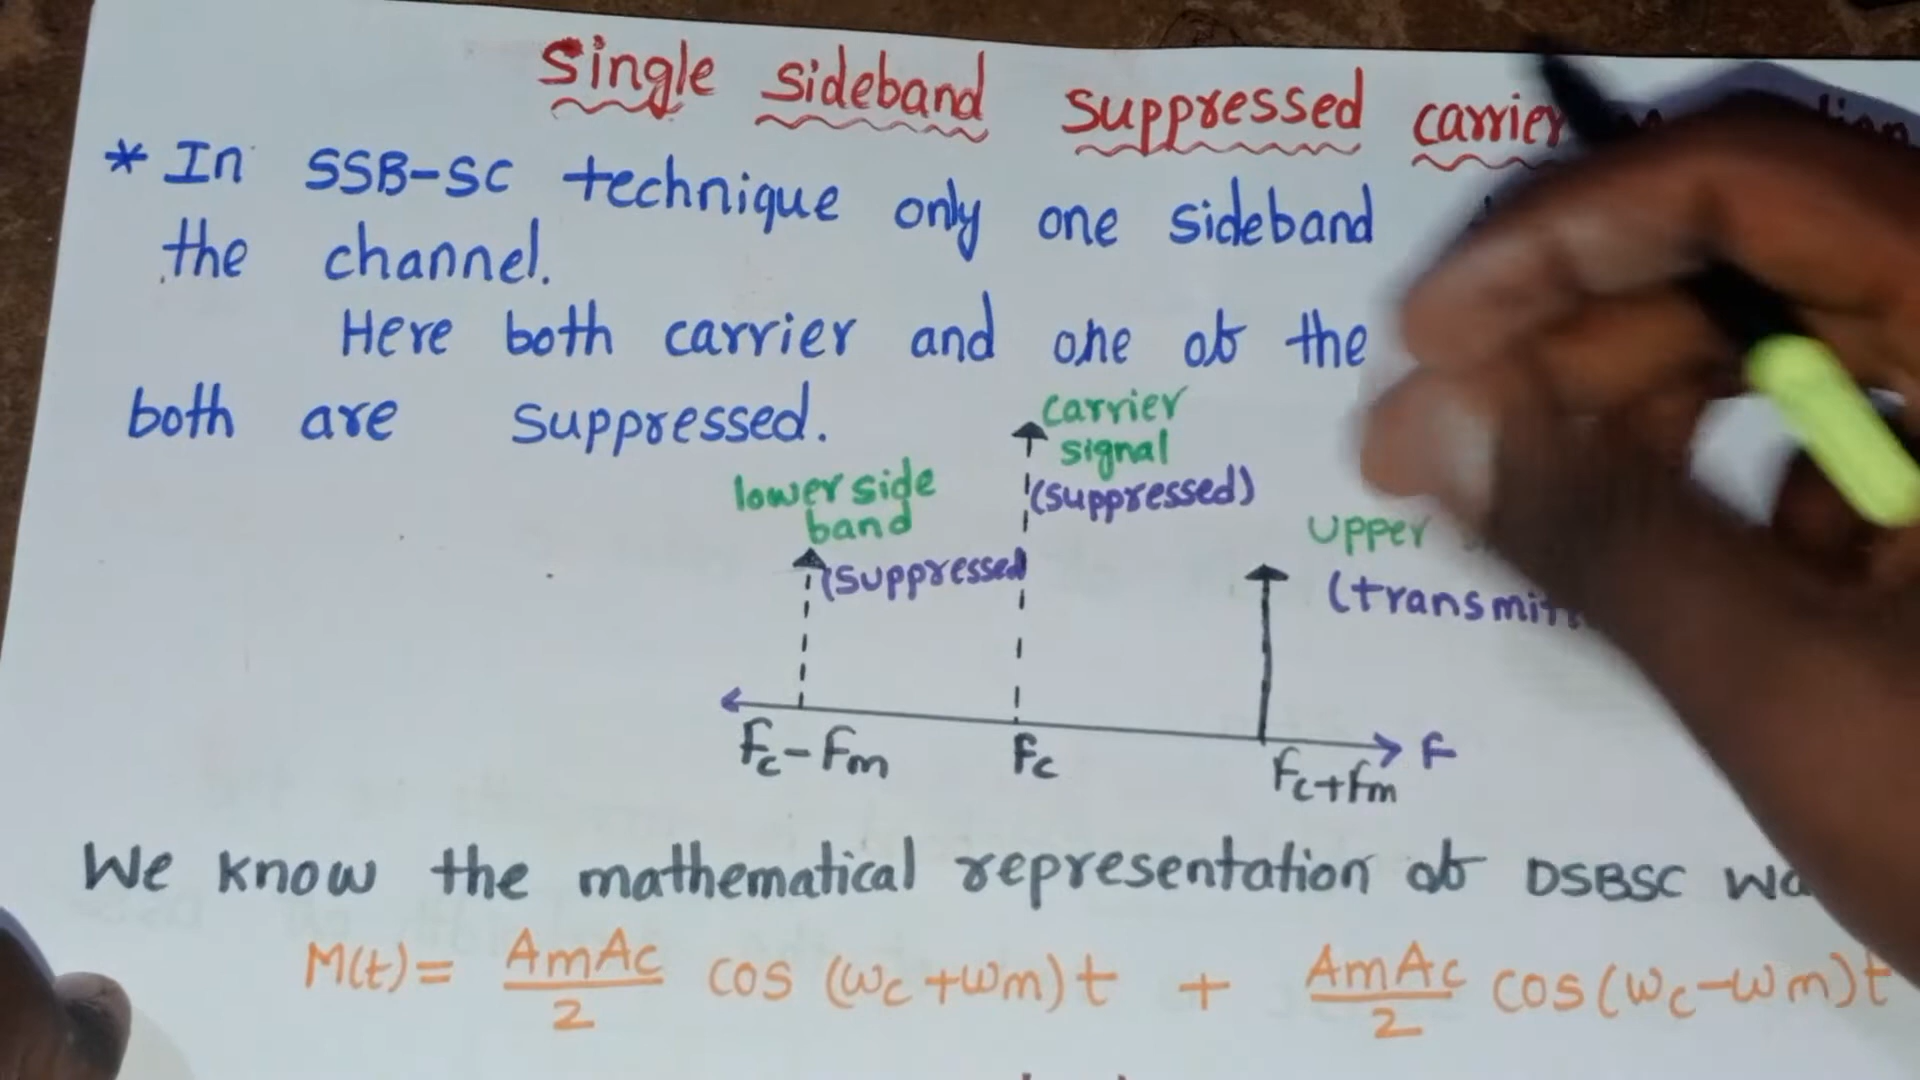 Single sideband suppressed carrier
* In SSB-SC technique only one sideband
the channel.
Here both carrier and one of the
both are suppressed.
carrier
signal
(suppressed)
lower side
band
(suppressed
upper
Fc-Fm
Fc
Fc+Fm
F
We know the mathematical representation of DSBSC
M(t) = AmAc/2 cos (ωc+ωm)t + AmAc/2 cos(ωc-ωm)t